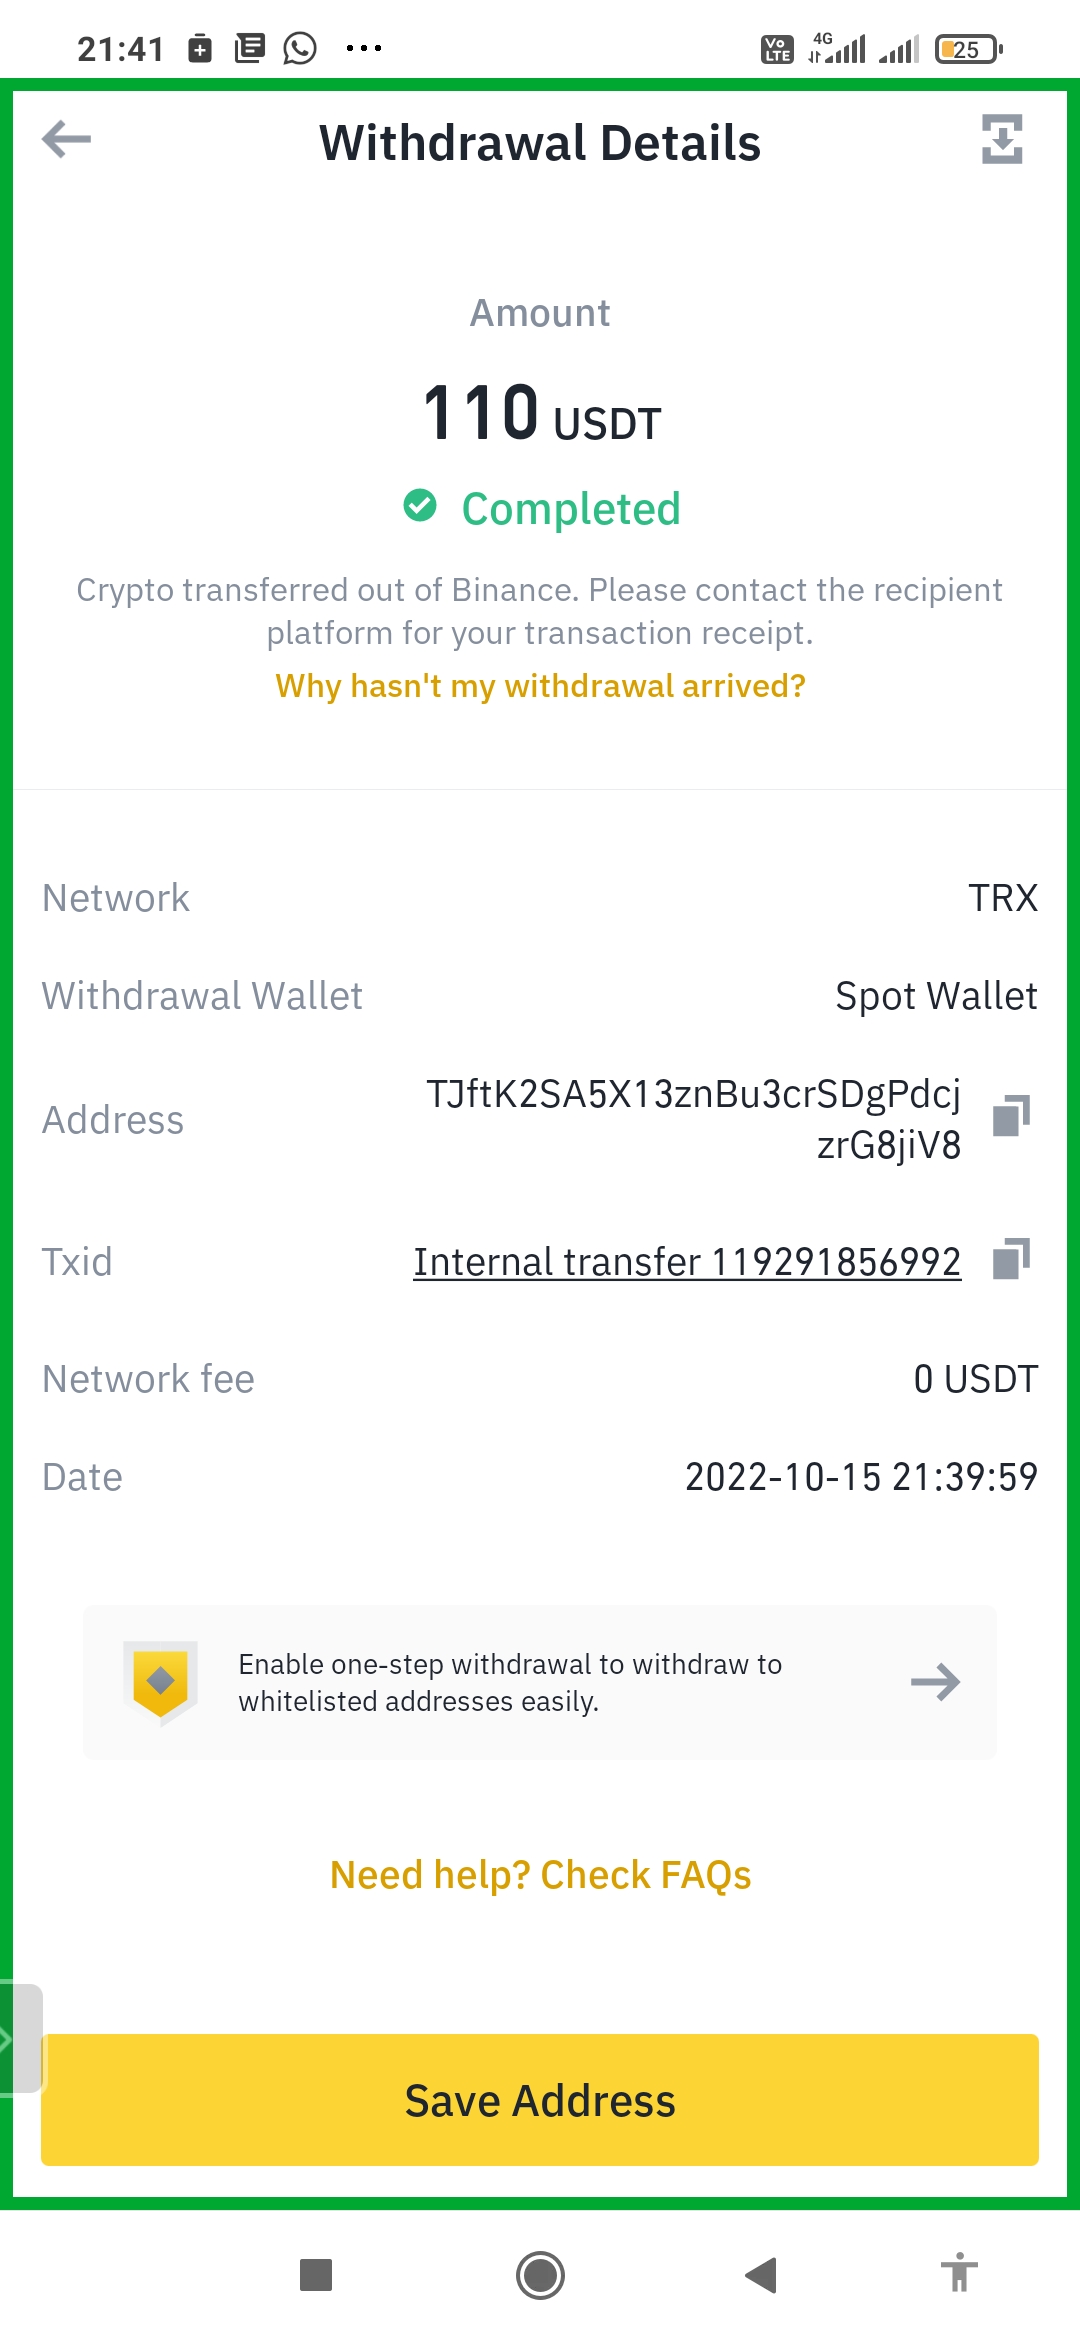 21:41
Vo LTE 4G 25
Withdrawal Details
Amount
110 USDT
Completed
Crypto transferred out of Binance. Please contact the recipient
platform for your transaction receipt.
Why hasn't my withdrawal arrived?
Network TRX
Withdrawal Wallet Spot Wallet
Address TJftK2SA5X13znBu3crSDgPdcj
zrG8jiV8
Txid Internal transfer 119291856992
Network fee 0 USDT
Date 2022-10-15 21:39:59
Enable one-step withdrawal to withdraw to
whitelisted addresses easily.
Need help? Check FAQs
Save Address